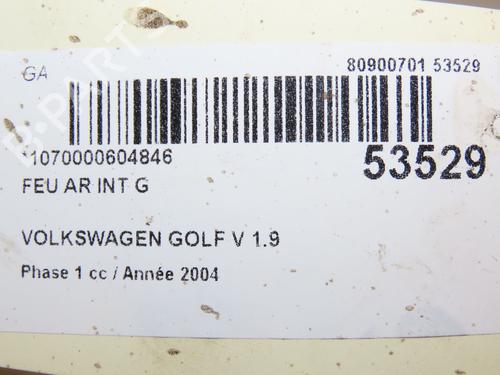 GA
80900701 53529
1070000604846
53529
FEU AR INT G
VOLKSWAGEN GOLF V 1.9
Phase 1 cc / Année 2004